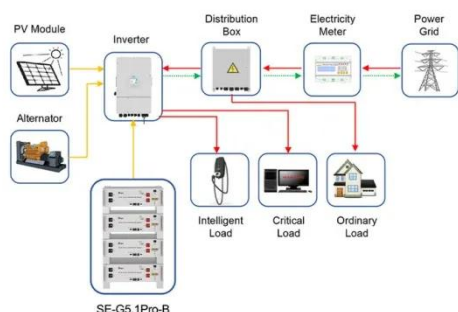 PV Module
Inverter
Distribution
Box
Electricity
Meter
Power
Grid
Alternator
Intelligent
Load
Critical
Load
Ordinary
Load
SE-G5.1Pro-B